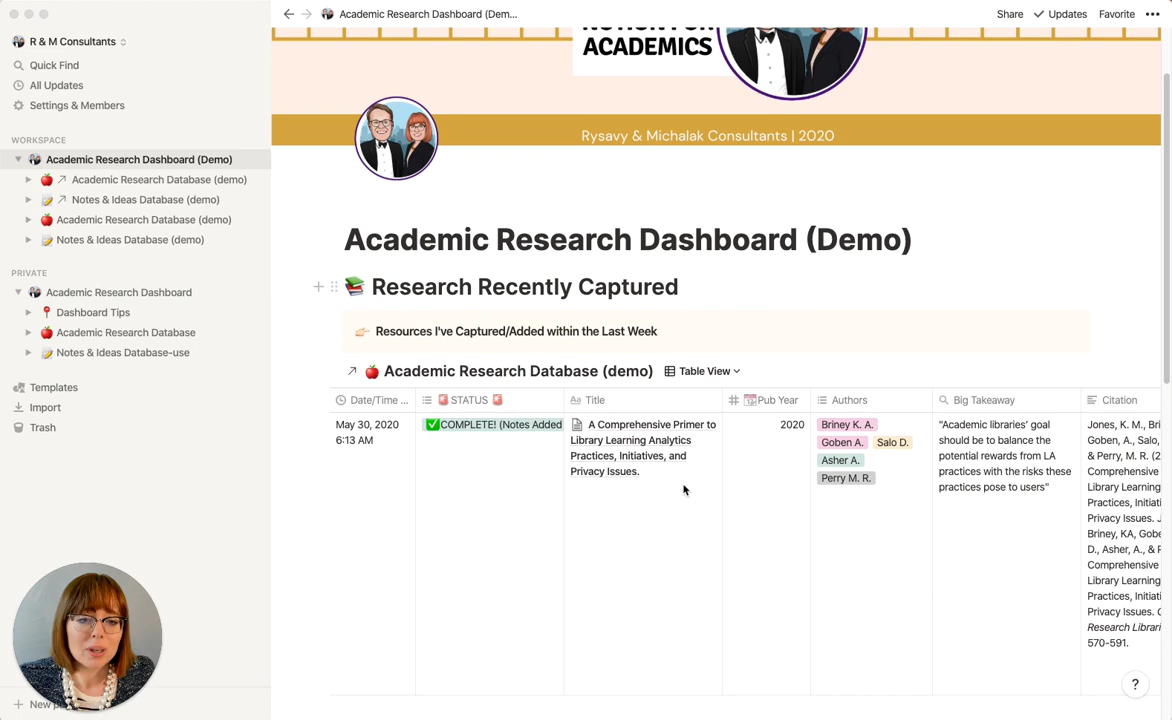 Academic Research Dashboard (Dem...
Share
Updates
Favorite
R & M Consultants
Quick Find
All Updates
Settings & Members
WORKSPACE
Academic Research Dashboard (Demo)
Academic Research Database (demo)
Notes & Ideas Database (demo)
Academic Research Database (demo)
Notes & Ideas Database (demo)
PRIVATE
Academic Research Dashboard
Dashboard Tips
Academic Research Database
Notes & Ideas Database-use
Templates
Import
Trash
New
ACADEMICS
Rysavy & Michalak Consultants | 2020
Academic Research Dashboard (Demo)
Research Recently Captured
Resources I've Captured/Added within the Last Week
Academic Research Database (demo)
Table View
Date/Time ...
STATUS
Title
Pub Year
Authors
Big Takeaway
Citation
May 30, 2020
6:13 AM
COMPLETE! (Notes Added
A Comprehensive Primer to
Library Learning Analytics
Practices, Initiatives, and
Privacy Issues.
2020
Briney K. A.
Goben A. Salo D.
Asher A.
Perry M. R.
"Academic libraries' goal
should be to balance the
potential rewards from LA
practices with the risks these
practices pose to users"
Jones, K. M., Bri
Goben, A., Salo,
& Perry, M. R. (2
Comprehensive
Library Learning
Practices, Initiati
Privacy Issues. J
Briney, KA, Gobe
D., Asher, A., & P
Comprehensive
Library Learning
Practices, Initiati
Privacy Issues. C
Research Librari
570-591.
?